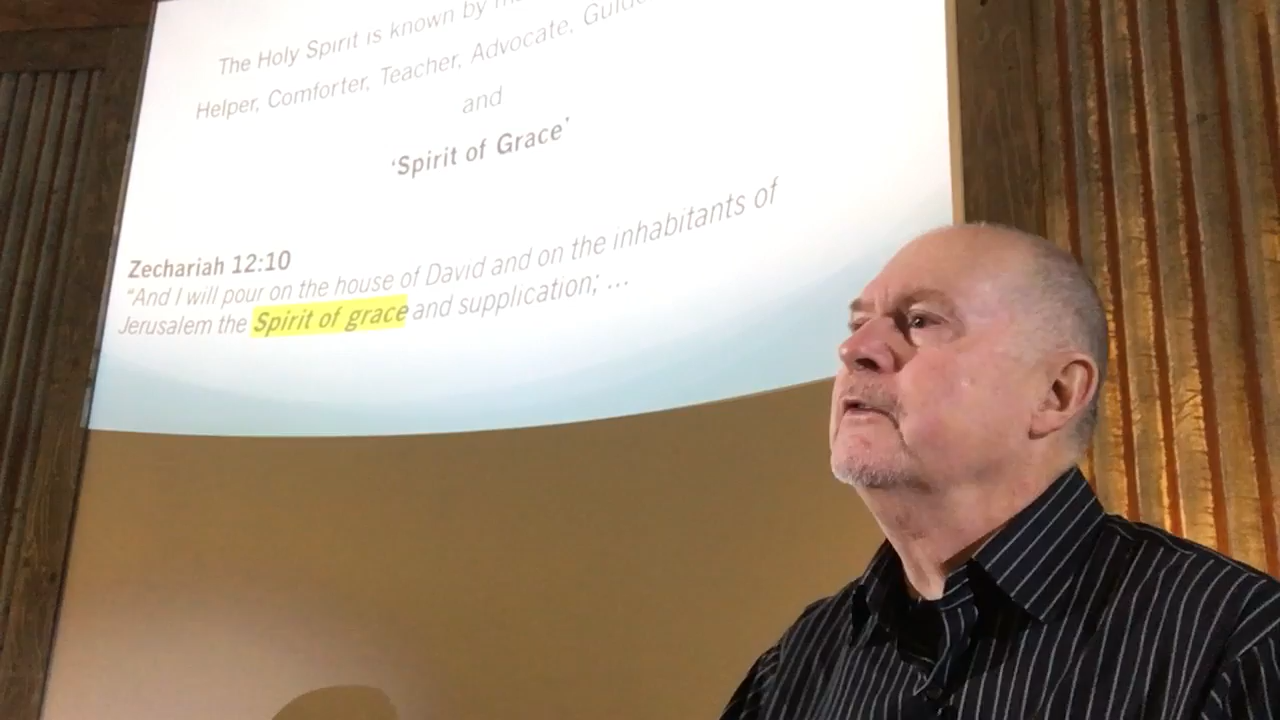 The Holy Spirit is known by
Helper, Comforter, Teacher, Advocate, Guide
and
‘Spirit of Grace’
Zechariah 12:10
“And I will pour on the house of David and on the inhabitants of
Jerusalem the Spirit of grace and supplication; ...